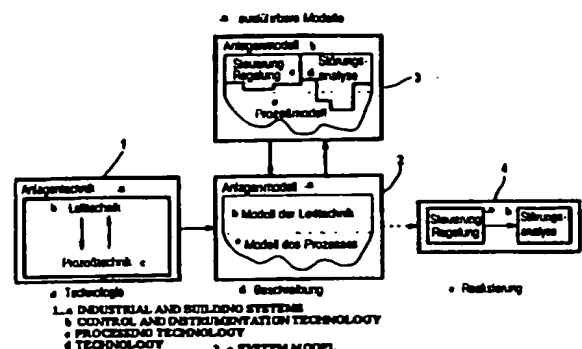 a ausführbare Modelle
Anlagenmodell b
Steuerung Regelung c
d Störungs-analyse
e Prozeßmodell
3
1
Anlagentechnik a
b Leittechnik
Prozeßtechnik c
d Technologie
2
Anlagenmodell a
b Modell der Leittechnik
c Modell des Prozesses
d Beschreibung
4
Steuerung Regelung a
b Störungs-analyse
c Realisierung
1..a INDUSTRIAL AND BUILDING SYSTEMS
b CONTROL AND INSTRUMENTATION TECHNOLOGY
c PROCESSING TECHNOLOGY
d TECHNOLOGY
2..a SYSTEM MODEL